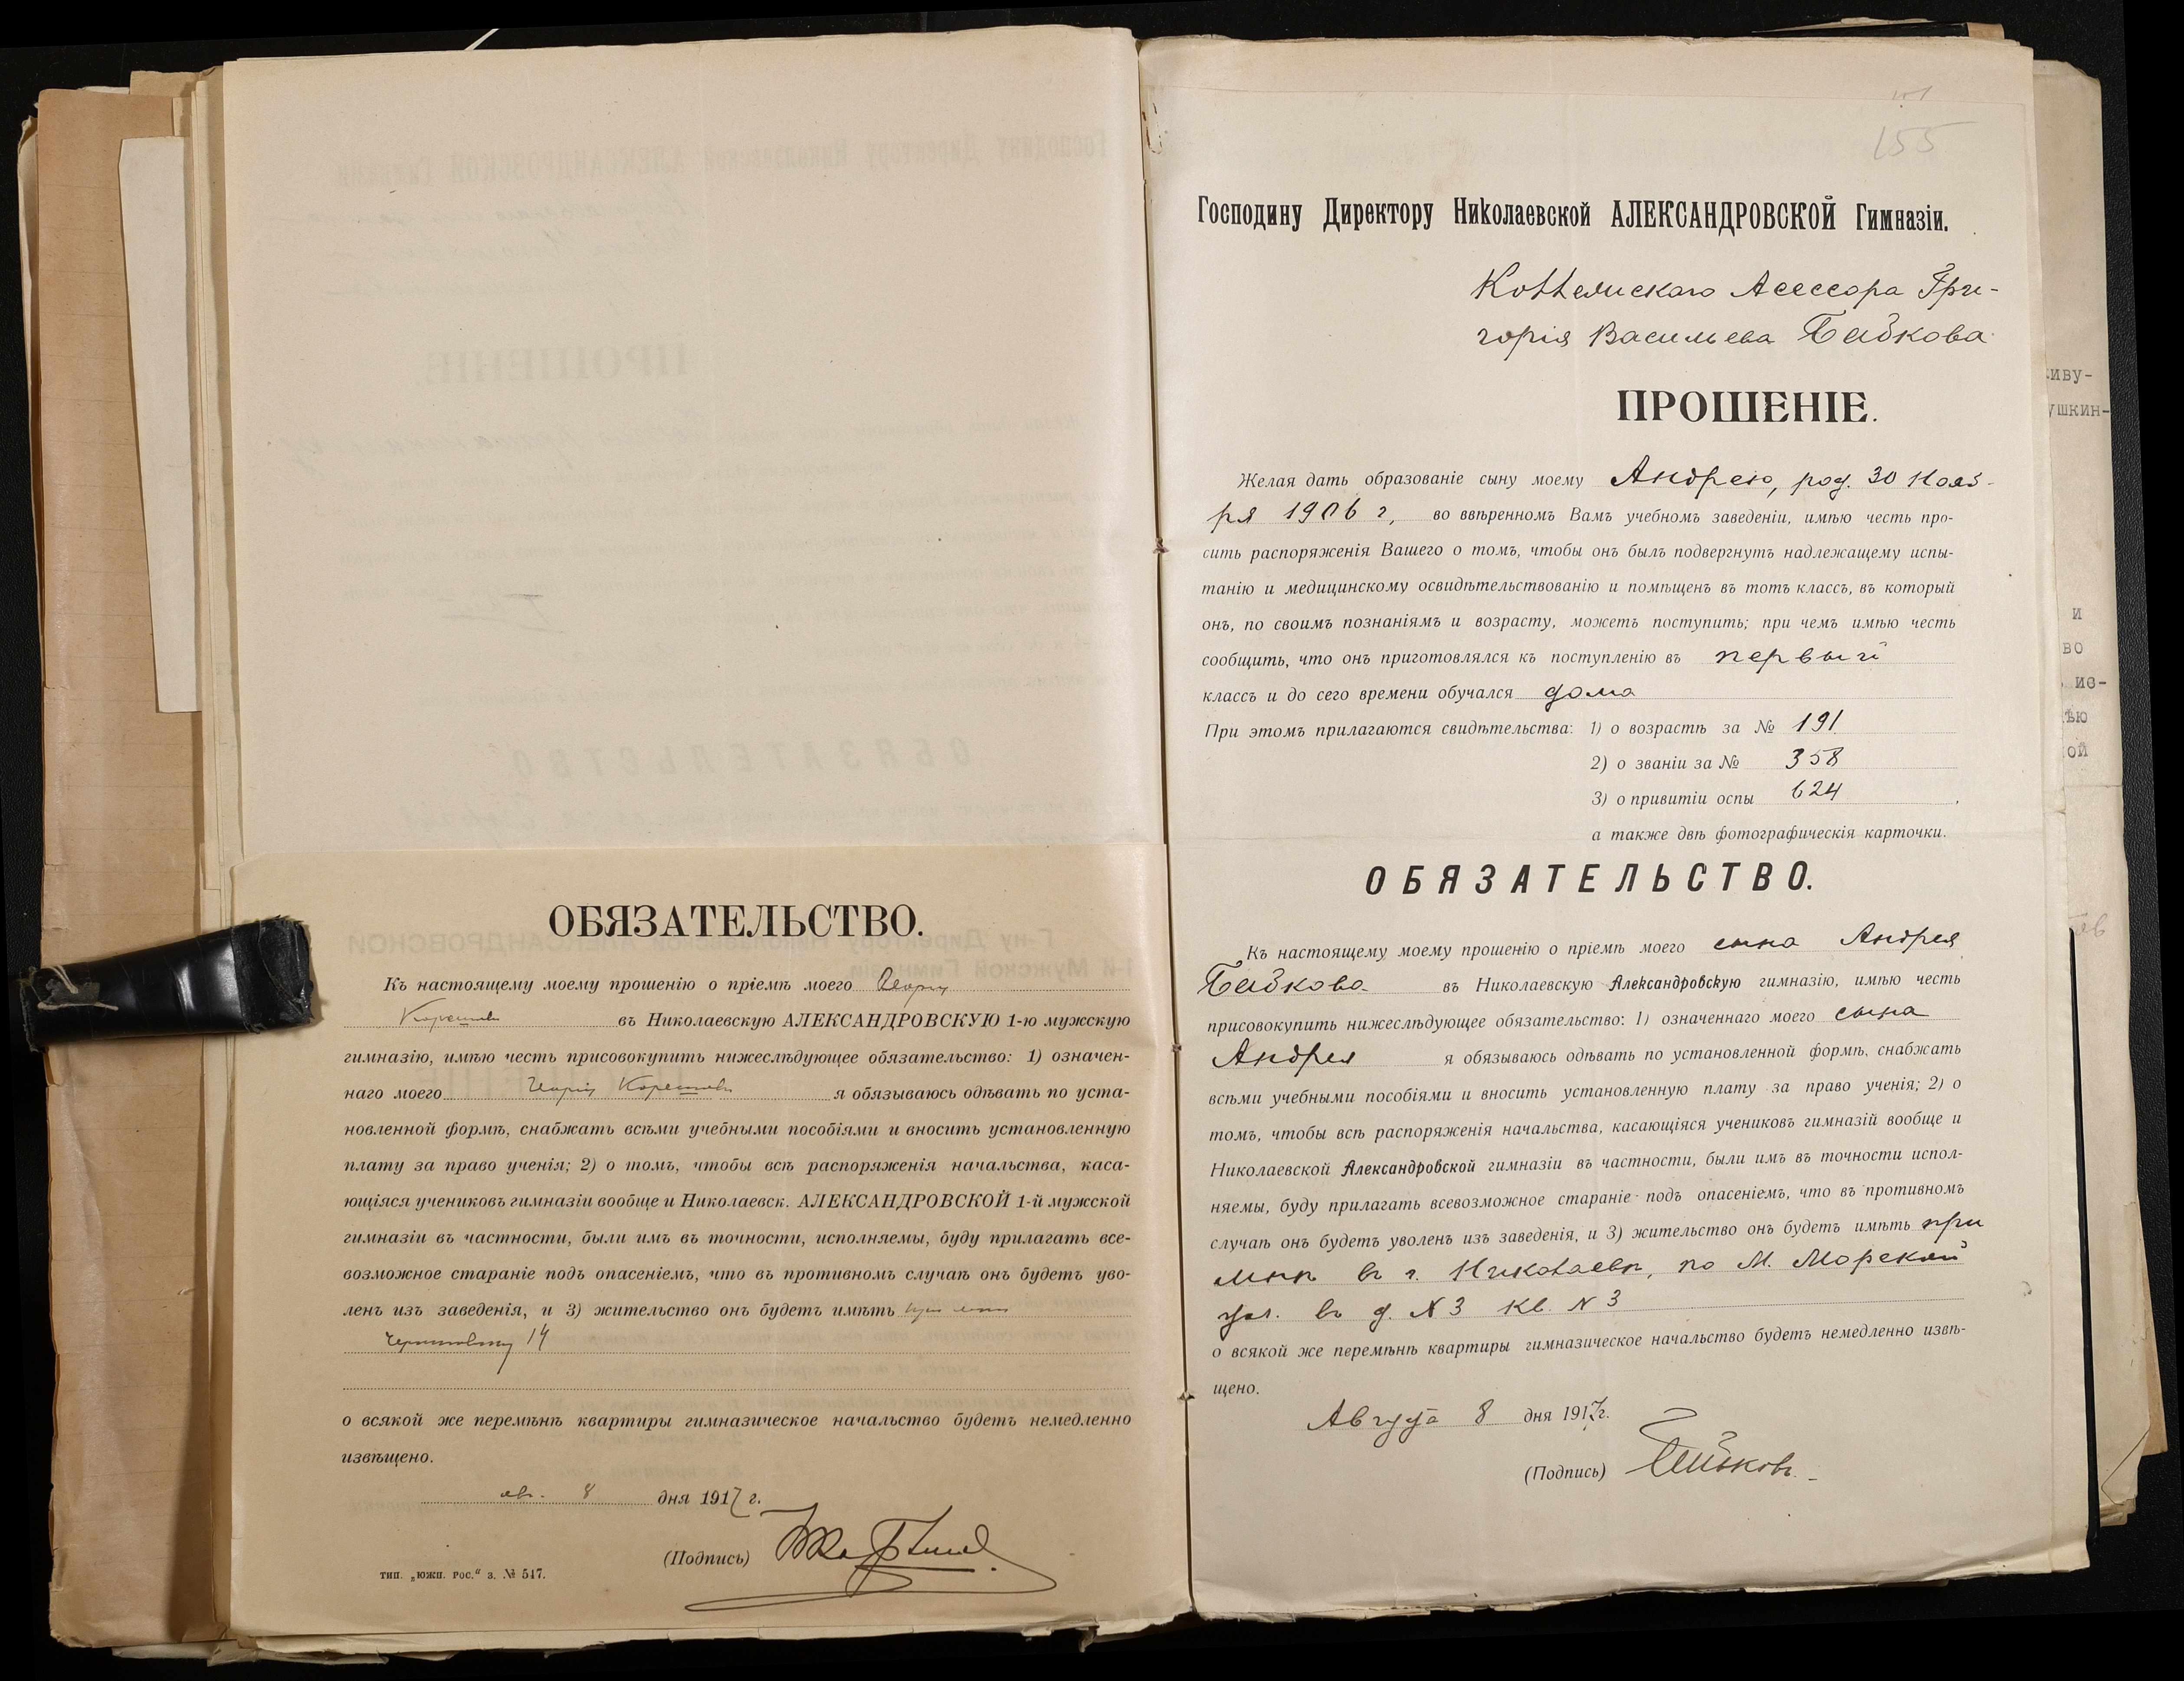 ОБЯЗАТЕЛЬСТВО.
Къ настоящему моему прошенію о пріемѣ моего
въ Николаевскую АЛЕКСАНДРОВСКУЮ 1-ю мужскую
гимназію, имѣю честь присовокупить нижеслѣдующее обязательство: 1) означен-
наго моего я обязываюсь одѣвать по уста-
новленной формѣ, снабжать всѣми учебными пособіями и вносить установленную
плату за право ученія; 2) о томъ, чтобы всѣ распоряженія начальства, каса-
ющіяся учениковъ гимназіи вообще и Николаевск. АЛЕКСАНДРОВСКОЙ 1-й мужской
гимназіи въ частности, были имъ въ точности, исполняемы, буду прилагать все-
возможное стараніе подъ опасеніемъ, что въ противномъ случаѣ онъ будетъ уво-
ленъ изъ заведенія, и 3) жительство онъ будетъ имѣть при мнѣ
14
о всякой же перемѣнѣ квартиры гимназическое начальство будетъ немедленно
извѣщено.
авг. 8 дня 1917 г.
(Подпись)
тип. „южн. рос.“ з. № 547.
155
Господину Директору Николаевской АЛЕКСАНДРОВСКОЙ Гимназіи.
Коллежскаго Асессора Гри-
горія Васильева Бабкова
ПРОШЕНІЕ.
Желая дать образованіе сыну моему Андрею, род. 30 Нояб-
ря 1906 г, во ввѣренномъ Вамъ учебномъ заведеніи, имѣю честь про-
сить распоряженія Вашего о томъ, чтобы онъ былъ подвергнутъ надлежащему испы-
танію и медицинскому освидѣтельствованію и помѣщенъ въ тотъ классъ, въ который
онъ, по своимъ познаніямъ и возрасту, можетъ поступить; при чемъ имѣю честь
сообщить, что онъ приготовлялся къ поступленію въ первый
классъ и до сего времени обучался дома
При этомъ прилагаются свидѣтельства: 1) о возрастѣ за № 191
2) о званіи за № 358
3) о привитіи оспы 624
а также двѣ фотографическія карточки.
ОБЯЗАТЕЛЬСТВО.
Къ настоящему моему прошенію о пріемѣ моего сына Андрея
Бабкова въ Николаевскую Александровскую гимназію, имѣю честь
присовокупить нижеслѣдующее обязательство: 1) означеннаго моего сына
Андрея я обязываюсь одѣвать по установленной формѣ, снабжать
всѣми учебными пособіями и вносить установленную плату за право ученія; 2) о
томъ, чтобы всѣ распоряженія начальства, касающіяся учениковъ гимназій вообще и
Николаевской Александровской гимназіи въ частности, были имъ въ точности испол-
няемы, буду прилагать всевозможное стараніе подъ опасеніемъ, что въ противномъ
случаѣ онъ будетъ уволенъ изъ заведенія, и 3) жительство онъ будетъ имѣть при
мнѣ въ г. Николаевѣ, по М. Морской
ул. въ д. N 3 кв. N 3
о всякой же перемѣнѣ квартиры гимназическое начальство будетъ немедленно извѣ-
щено.
Августа 8 дня 1917г.
(Подпись) Бабковъ.
иву-
ушкин-
и
во
ис-
ѣю
ой